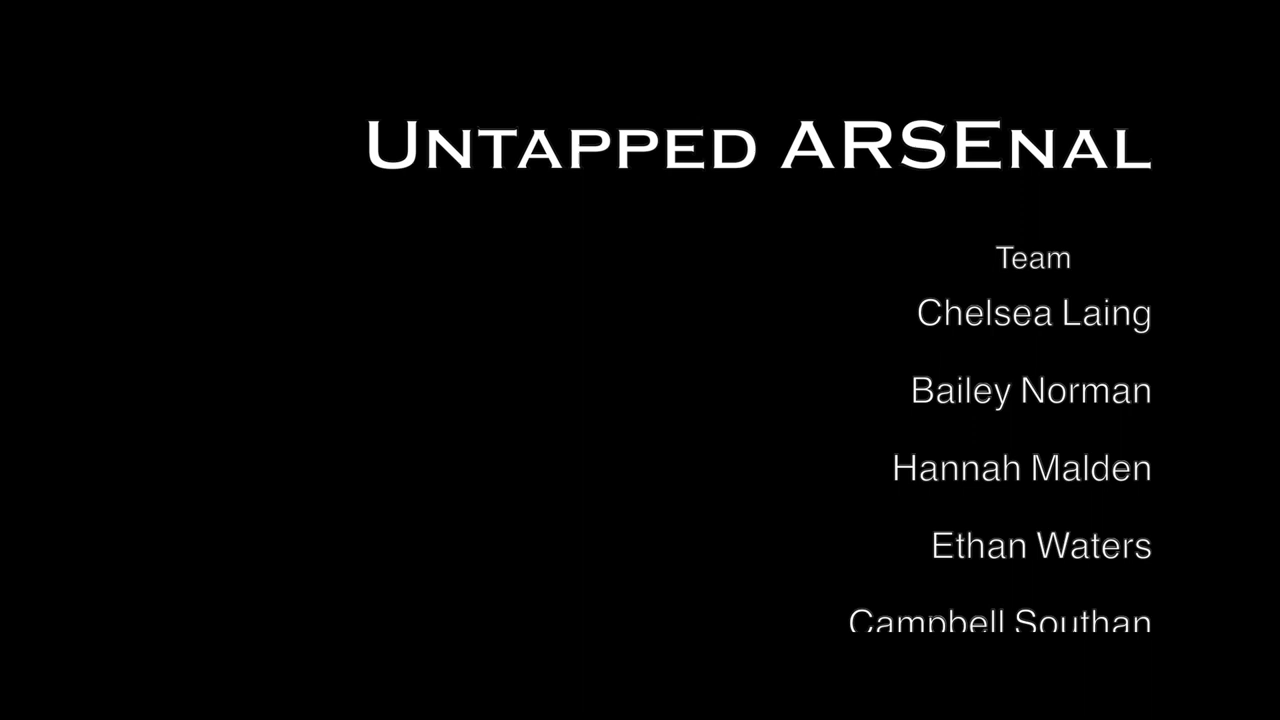 Untapped ARSEnal
Team
Chelsea Laing
Bailey Norman
Hannah Malden
Ethan Waters
Campbell Southan